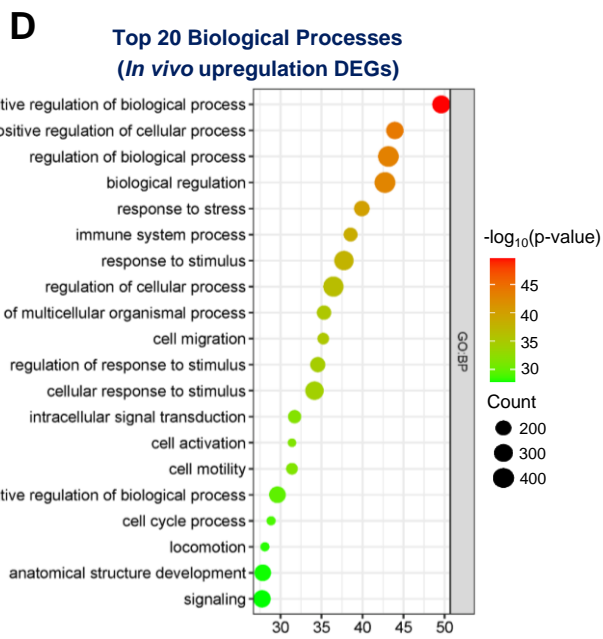 D
Top 20 Biological Processes
(In vivo upregulation DEGs)
tive regulation of biological process
ositive regulation of cellular process
regulation of biological process
biological regulation
response to stress
immune system process
response to stimulus
regulation of cellular process
of multicellular organismal process
cell migration
regulation of response to stimulus
cellular response to stimulus
intracellular signal transduction
cell activation
cell motility
tive regulation of biological process
cell cycle process
locomotion
anatomical structure development
signaling
30 35 40 45 50
GO:BP
-log10(p-value)
45
40
35
30
Count
200
300
400